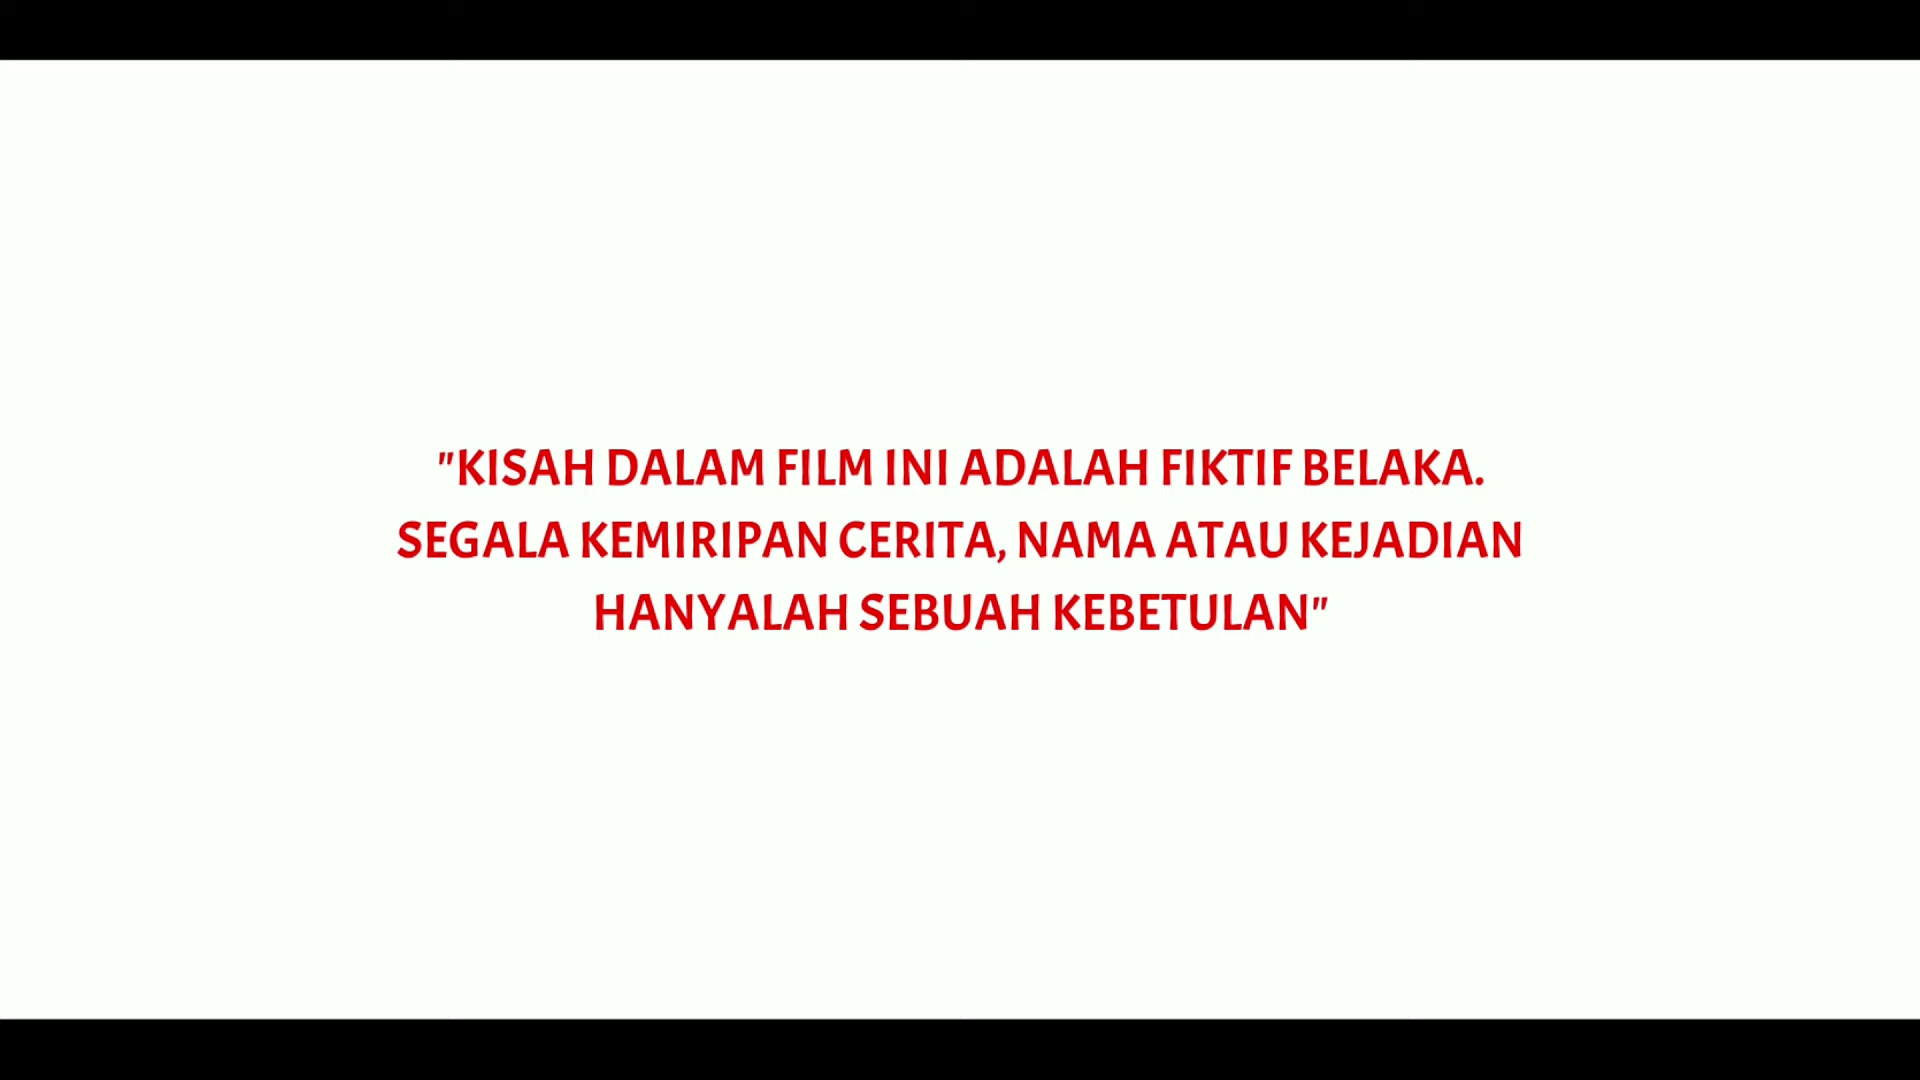 "KISAH DALAM FILM INI ADALAH FIKTIF BELAKA.
SEGALA KEMIRIPAN CERITA, NAMA ATAU KEJADIAN
HANYALAH SEBUAH KEBETULAN"